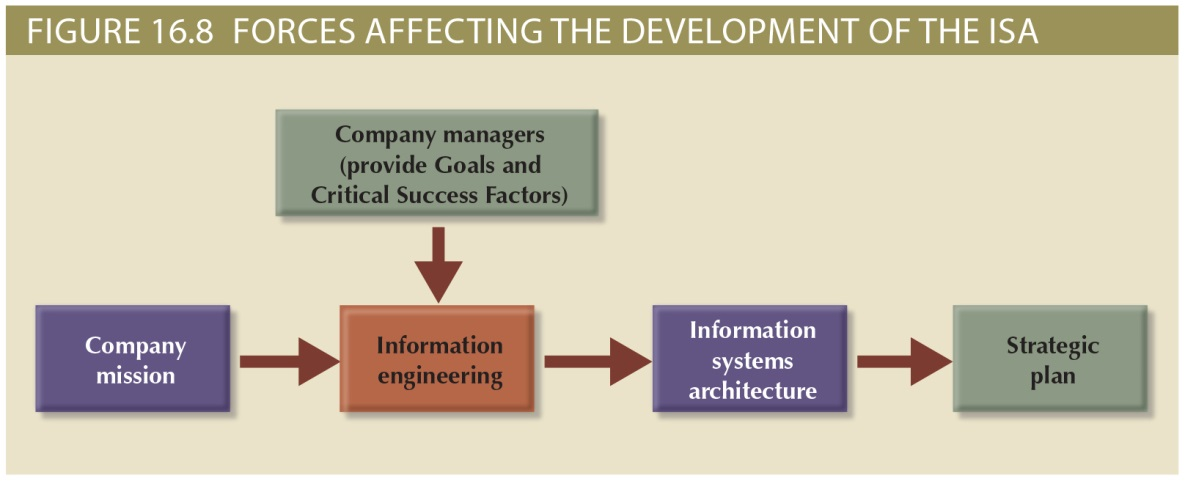 FIGURE 16.8 FORCES AFFECTING THE DEVELOPMENT OF THE ISA
Company managers
(provide Goals and
Critical Success Factors)
Company
mission
Information
engineering
Information
systems
architecture
Strategic
plan